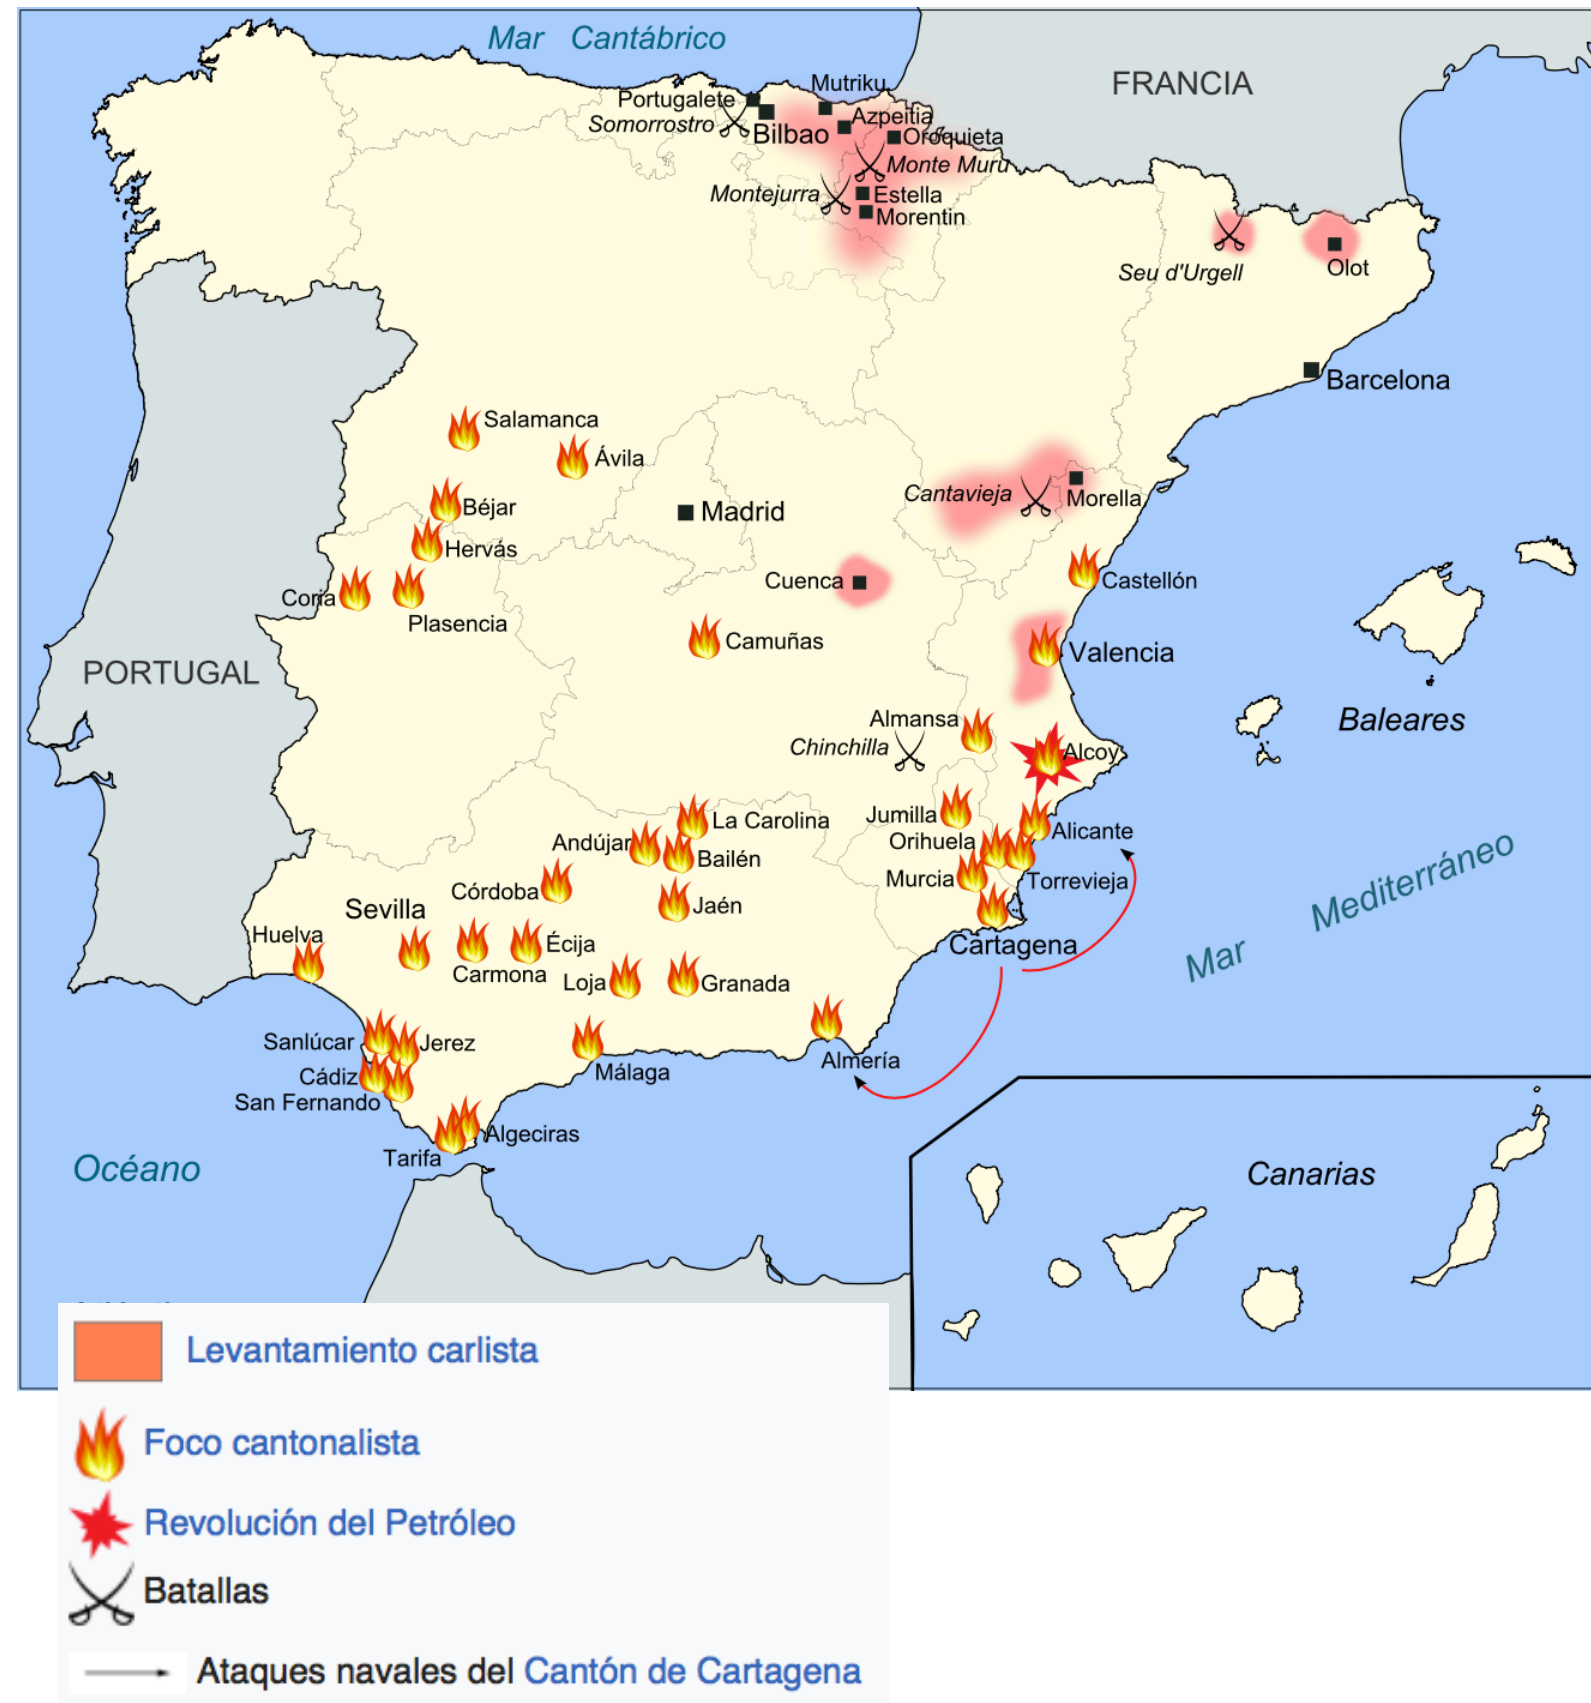 Mar Cantábrico
FRANCIA
Mutriku
Portugalete
Azpeitia
Somorrostro
Bilbao
Oroquieta
Monte Muru
Montejurra
Estella
Morentin
Seu d'Urgell
Olot
Barcelona
Salamanca
Ávila
Cantavieja
Morella
Béjar
Madrid
Hervás
Cuenca
Castellón
Coria
Plasencia
Camuñas
Valencia
PORTUGAL
Baleares
Almansa
Chinchilla
Alcoy
Jumilla
La Carolina
Alicante
Andújar
Orihuela
Bailén
Murcia
Torrevieja
Córdoba
Jaén
Sevilla
Mar Mediterráneo
Huelva
Écija
Cartagena
Carmona
Loja
Granada
Sanlúcar
Jerez
Almería
Málaga
Cádiz
San Fernando
Algeciras
Tarifa
Océano
Canarias
Levantamiento carlista
Foco cantonalista
Revolución del Petróleo
Batallas
Ataques navales del Cantón de Cartagena